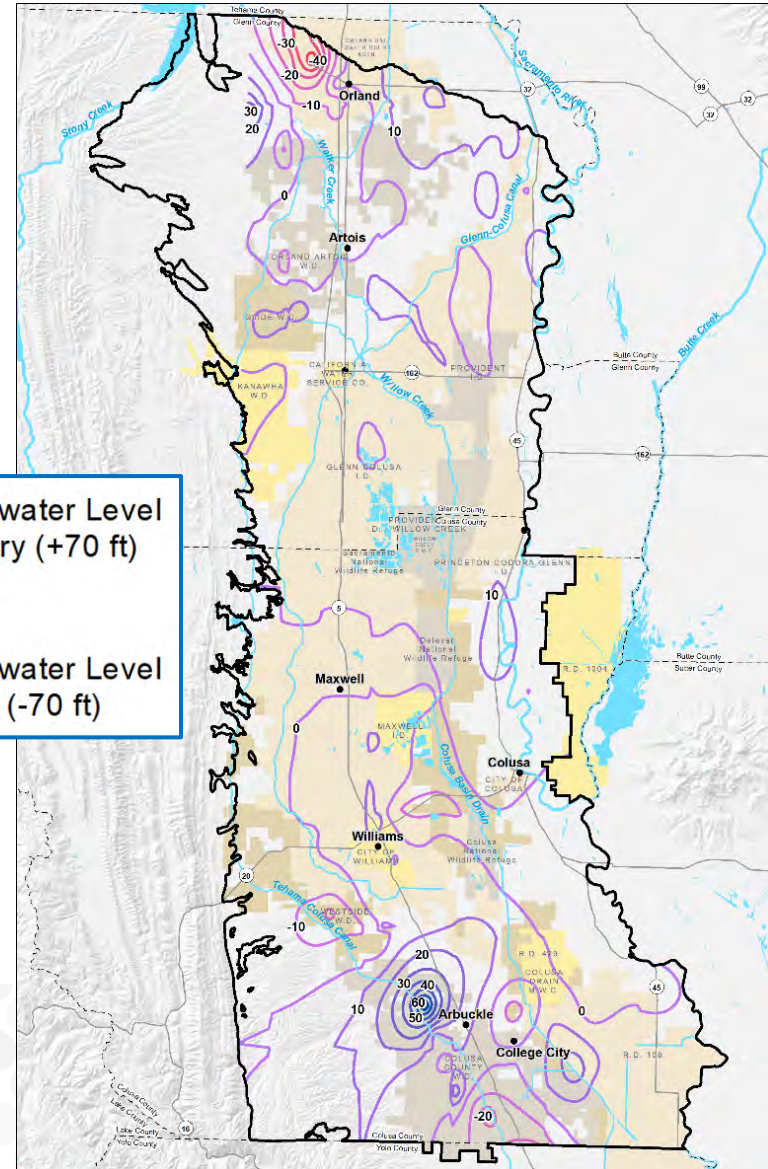 Tehama County
Glenn County
-30
-40
-20
-10
Orland
Sacramento River
99
32
32
32
Stony Creek
30
20
10
Walker Creek
0
Glenn-Colusa Canal
Artois
ORLAND ARTOIS
W.D.
GLIDE W.D.
Butte Creek
Butte County
Glenn County
CALIFORNIA
WATER
SERVICE CO.
162
PROVIDENT
I.D.
KANAWHA
W.D.
Willow Creek
45
162
GLENN COLUSA
I.D.
water Level
ry (+70 ft)
Glenn County
Colusa County
PROVIDENT
WILLOW CREEK
Sacramento
National
Wildlife Refuge
PRINCETON CODORA GLENN
I.D.
10
5
Delevan
National
Wildlife Refuge
Butte County
Sutter County
R.D. 1004
water Level
(-70 ft)
Maxwell
0
MAXWELL
I.D.
Colusa Basin Drain
Colusa
CITY OF
COLUSA
Williams
CITY OF
WILLIAMS
Colusa
National
Wildlife Refuge
20
Tehama Colusa Canal
WESTSIDE
W.D.
-10
20
R.D. 479
COLUSA
DRAIN
M.W.C.
30
40
60
50
10
Arbuckle
0
45
College City
COLUSA
COUNTY
W.D.
R.D. 108
-20
Colusa County
Lake County
Lake County
Yolo County
16
Colusa County
Yolo County